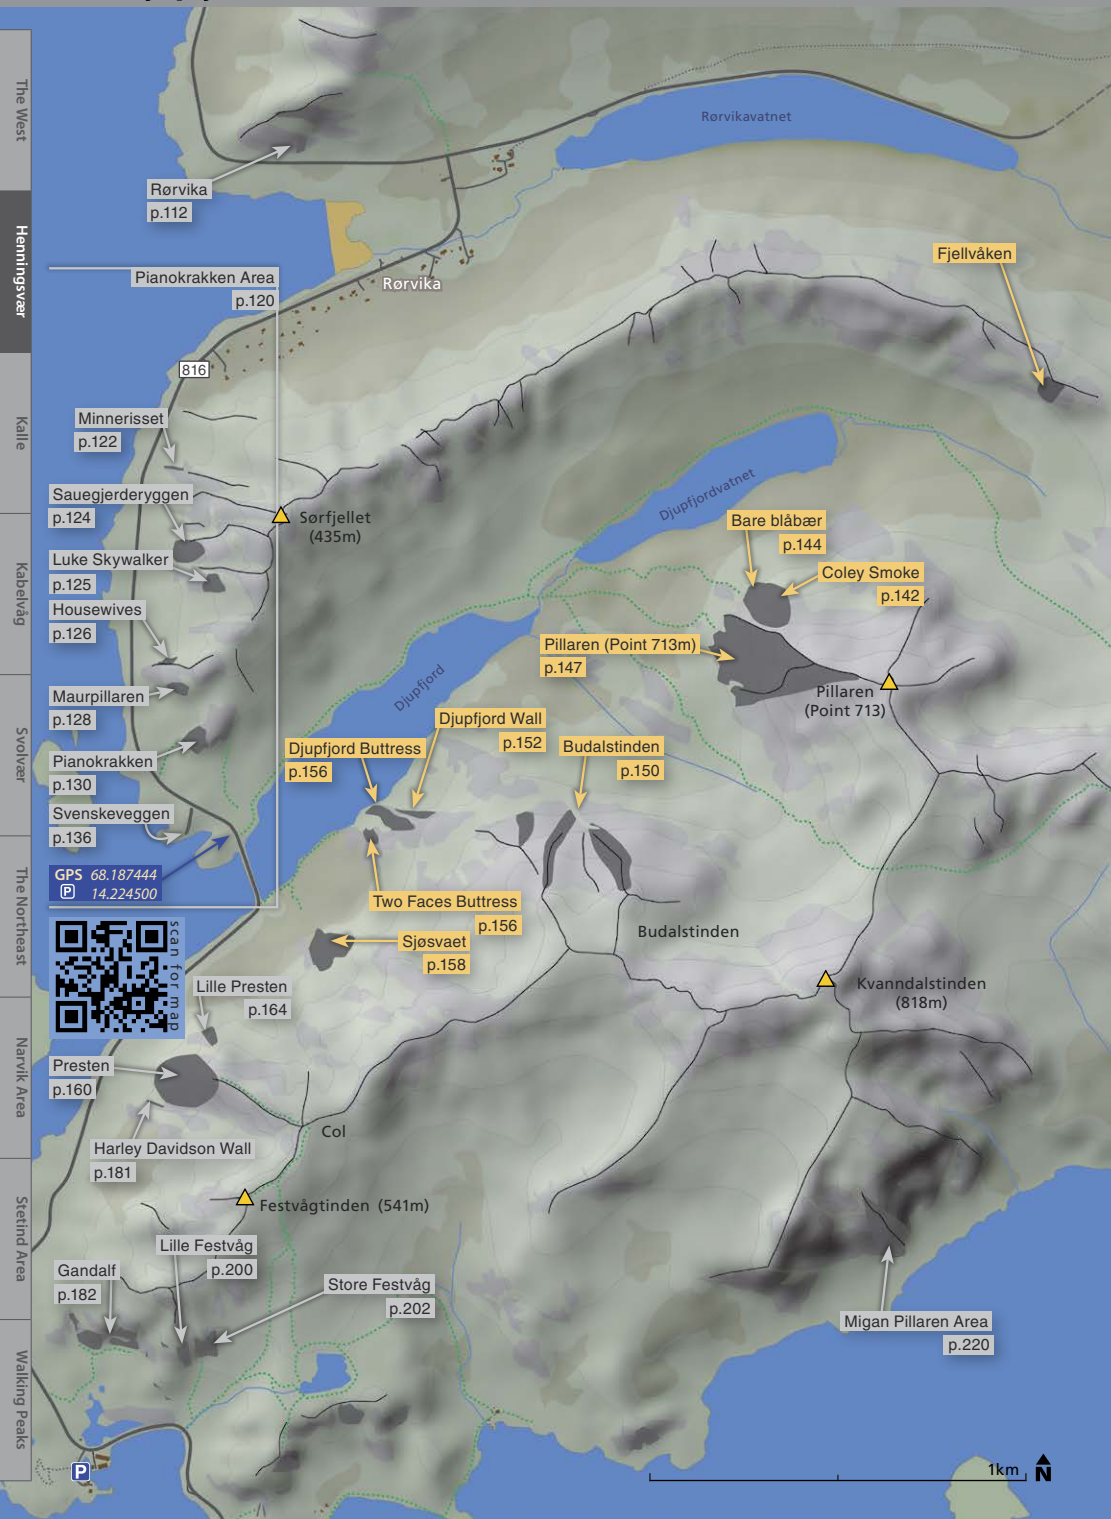 The West
Henningsvær
Kalle
Kabelvåg
Svolvær
The Northeast
Narvik Area
Stetind Area
Walking Peaks
Rørvikavatnet
Rørvika
p.112
Fjellvåken
Pianokrakken Area
p.120
Rørvika
816
Minnerisset
p.122
Sauegjerderyggen
p.124
Sørfjellet
(435m)
Djupfjordvatnet
Bare blåbær
p.144
Luke Skywalker
p.125
Coley Smoke
p.142
Housewives
p.126
Pillaren (Point 713m)
p.147
Maurpillaren
p.128
Djupfjord
Pillaren
(Point 713)
Djupfjord Wall
p.152
Djupfjord Buttress
p.156
Budalstinden
p.150
Pianokrakken
p.130
Svenskeveggen
p.136
GPS 68.187444
P 14.224500
Two Faces Buttress
p.156
Sjøsvaet
p.158
Budalstinden
scan for map
Lille Presten
p.164
Kvanndalstinden
(818m)
Presten
p.160
Col
Harley Davidson Wall
p.181
Festvågtinden (541m)
Lille Festvåg
p.200
Gandalf
p.182
Store Festvåg
p.202
Migan Pillaren Area
p.220
P
1km
N